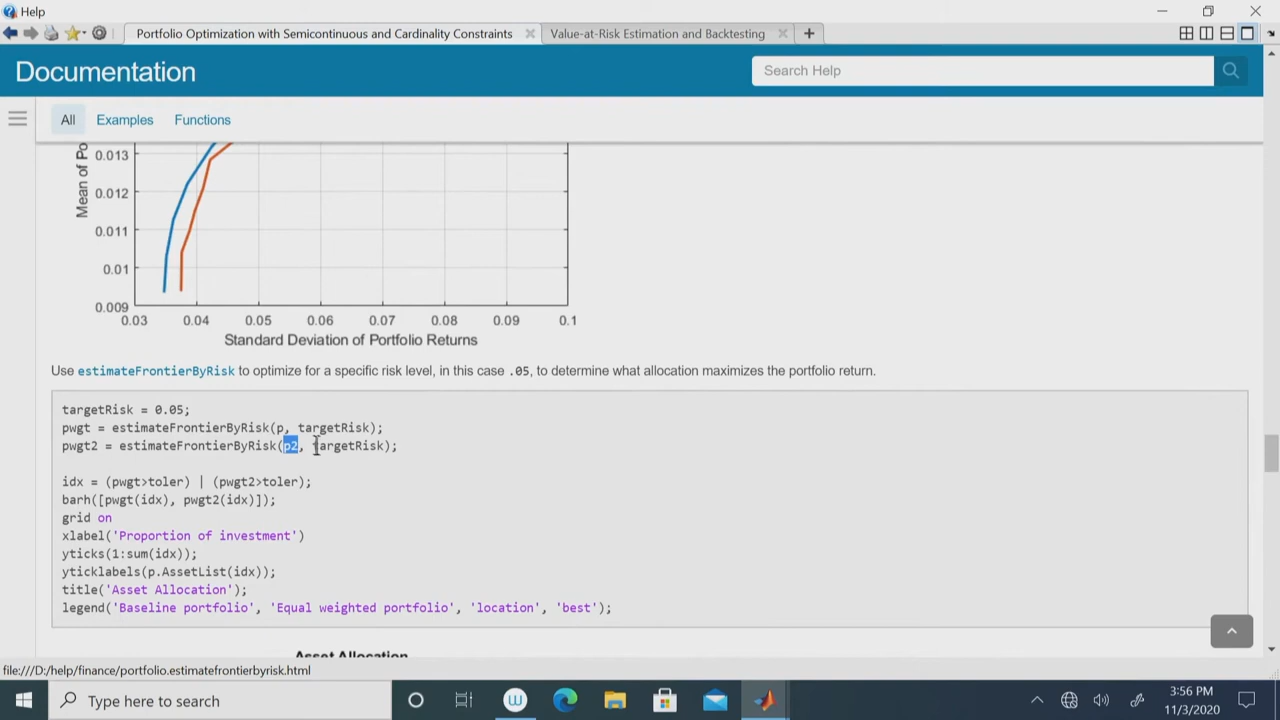 Help
Portfolio Optimization with Semicontinuous and Cardinality Constraints
Value-at-Risk Estimation and Backtesting
Documentation
Search Help
All
Examples
Functions
Mean of Po
0.013
0.012
0.011
0.01
0.009
0.03 0.04 0.05 0.06 0.07 0.08 0.09 0.1
Standard Deviation of Portfolio Returns
Use estimateFrontierByRisk to optimize for a specific risk level, in this case .05, to determine what allocation maximizes the portfolio return.
targetRisk = 0.05;
pwgt = estimateFrontierByRisk(p, targetRisk);
pwgt2 = estimateFrontierByRisk(p2, targetRisk);
idx = (pwgt>toler) | (pwgt2>toler);
barh([pwgt(idx), pwgt2(idx)]);
grid on
xlabel('Proportion of investment')
yticks(1:sum(idx));
yticklabels(p.AssetList(idx));
title('Asset Allocation');
legend('Baseline portfolio', 'Equal weighted portfolio', 'location', 'best');
Asset Allocation
file:///D:/help/finance/portfolio.estimatefrontierbyrisk.html
Type here to search
3:56 PM
11/3/2020